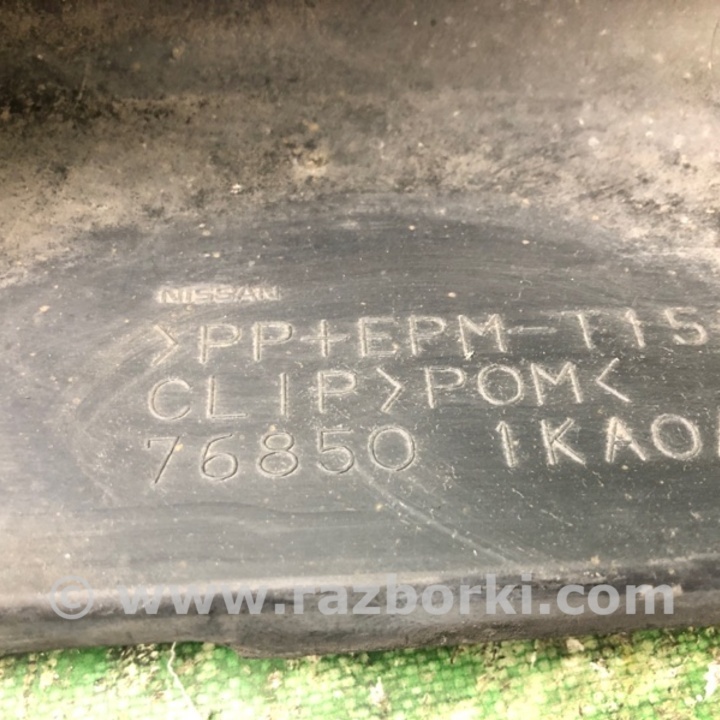 NISSAN
>PP+EPM-T15
CLIP>POM<
76850 1KA0
© www.razborki.com